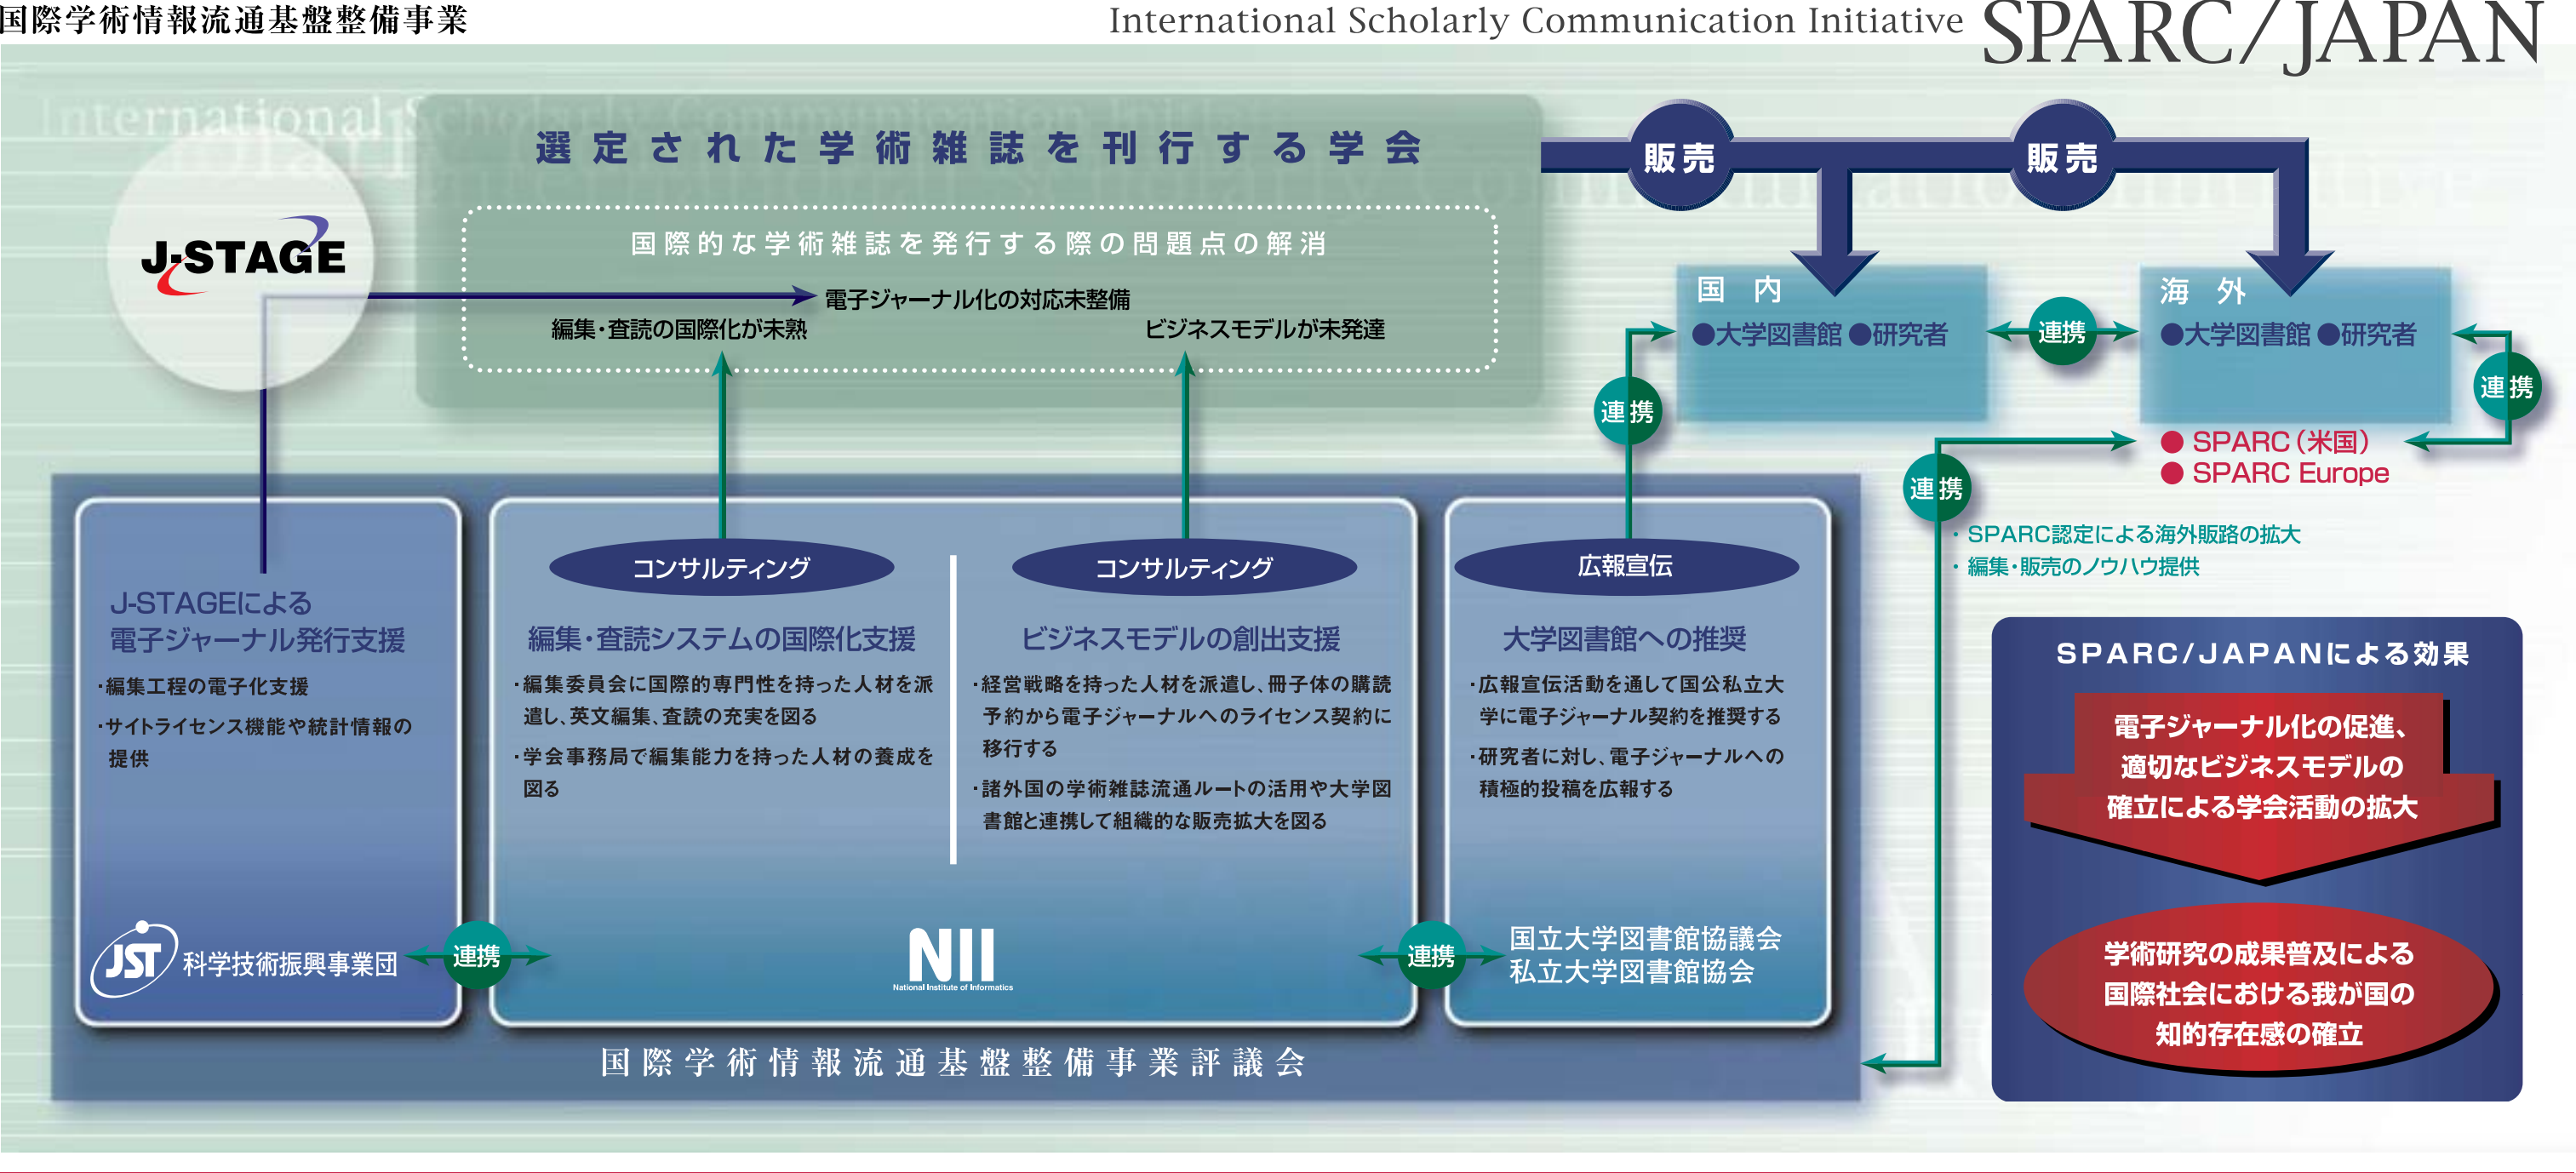 国際学術情報流通基盤整備事業
International Scholarly Communication Initiative SPARC/JAPAN
選定された学術雑誌を刊行する学会
国際的な学術雑誌を発行する際の問題点の解消
電子ジャーナル化の対応未整備
編集・査読の国際化が未熟
ビジネスモデルが未発達
J-STAGE
販売
販売
国内
●大学図書館 ●研究者
連携
海外
●大学図書館 ●研究者
連携
連携
● SPARC（米国）
● SPARC Europe
連携
・SPARC認定による海外販路の拡大
・編集・販売のノウハウ提供
J-STAGEによる
電子ジャーナル発行支援
・編集工程の電子化支援
・サイトライセンス機能や統計情報の
提供
JST 科学技術振興事業団
連携
コンサルティング
編集・査読システムの国際化支援
・編集委員会に国際的専門性を持った人材を派
遣し、英文編集、査読の充実を図る
・学会事務局で編集能力を持った人材の養成を
図る
コンサルティング
ビジネスモデルの創出支援
・経営戦略を持った人材を派遣し、冊子体の購読
予約から電子ジャーナルへのライセンス契約に
移行する
・諸外国の学術雑誌流通ルートの活用や大学図
書館と連携して組織的な販売拡大を図る
NII
National Institute of Informatics
連携
広報宣伝
大学図書館への推奨
・広報宣伝活動を通して国公私立大
学に電子ジャーナル契約を推奨する
・研究者に対し、電子ジャーナルへの
積極的投稿を広報する
国立大学図書館協議会
私立大学図書館協会
国際学術情報流通基盤整備事業評議会
SPARC/JAPANによる効果
電子ジャーナル化の促進、
適切なビジネスモデルの
確立による学会活動の拡大
学術研究の成果普及による
国際社会における我が国の
知的存在感の確立